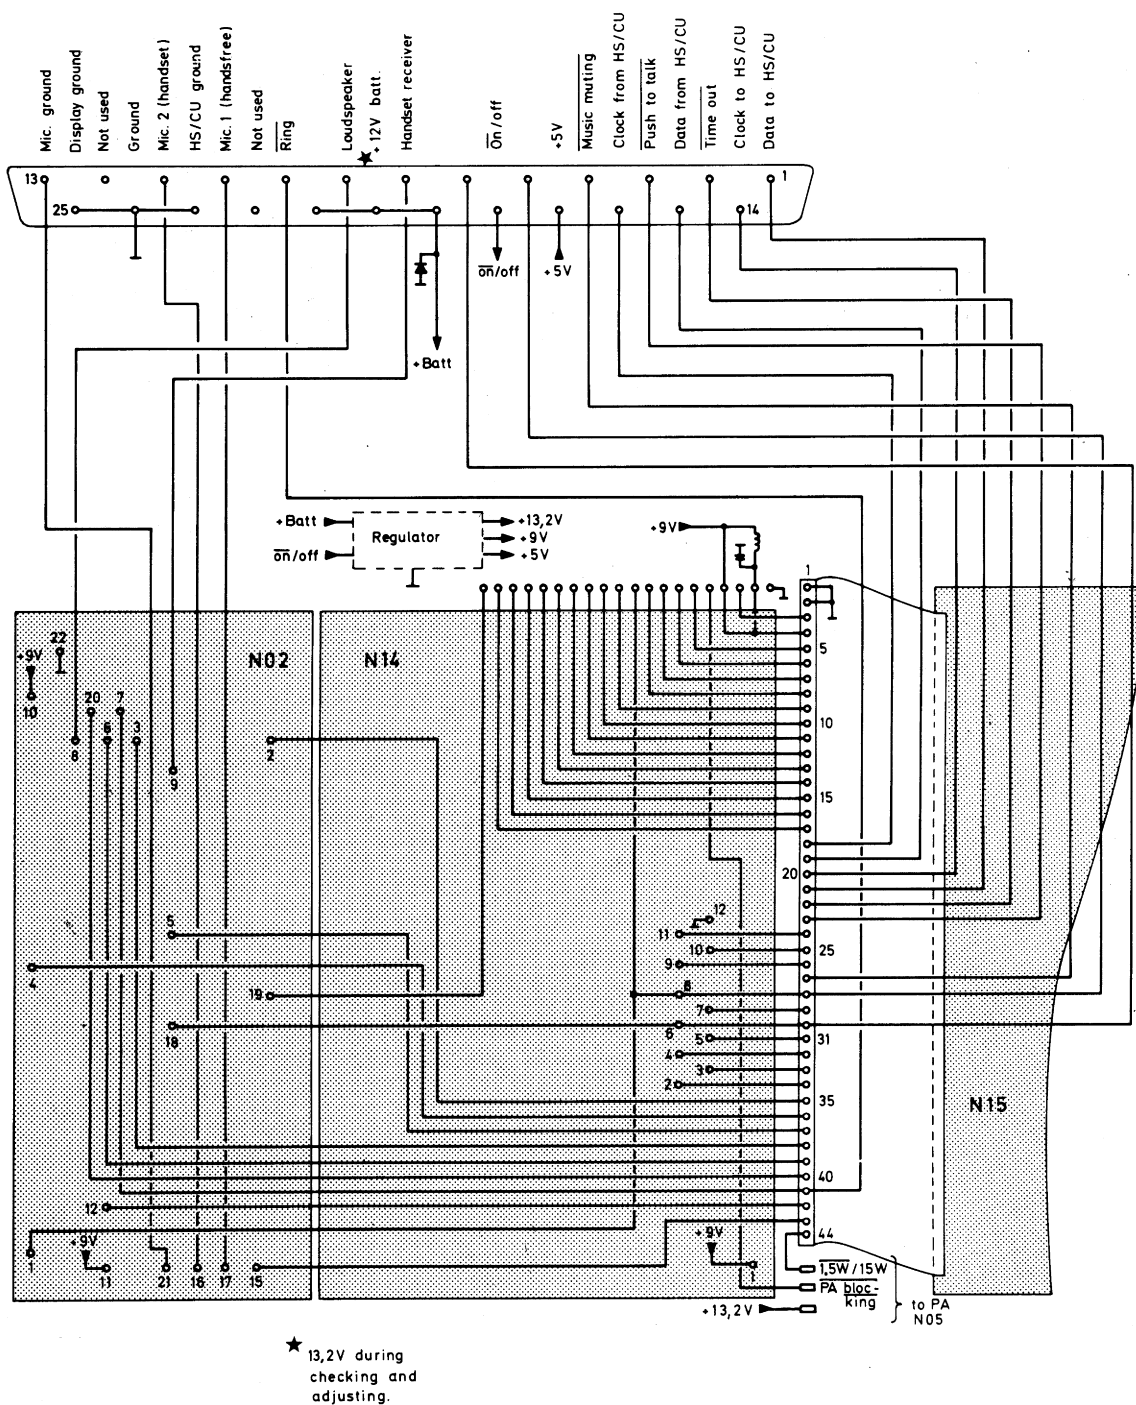 Mic. ground
Display ground
Not used
Ground
Mic. 2 (handset)
HS/CU ground
Mic. 1 (handsfree)
Not used
Ring
Loudspeaker
★ +12V batt.
Handset receiver
On/off
+5V
Music muting
Clock from HS/CU
Push to talk
Data from HS/CU
Time out
Clock to HS/CU
Data to HS/CU
13
1
25
14
on/off
+5V
+Batt
+Batt
on/off
Regulator
+13,2V
+9V
+5V
+9V
1
22
+9V
N02
N14
5
10
20
7
6
3
8
2
9
10
15
20
5
12
11
10
25
9
4
19
8
7
18
6
5
31
4
3
2
35
N15
40
12
44
1
+9V
11
21
16
17
15
+9V
1
1,5W/15W
PA bloc-
king
+13,2V
to PA
N05
★ 13,2V during
checking and
adjusting.